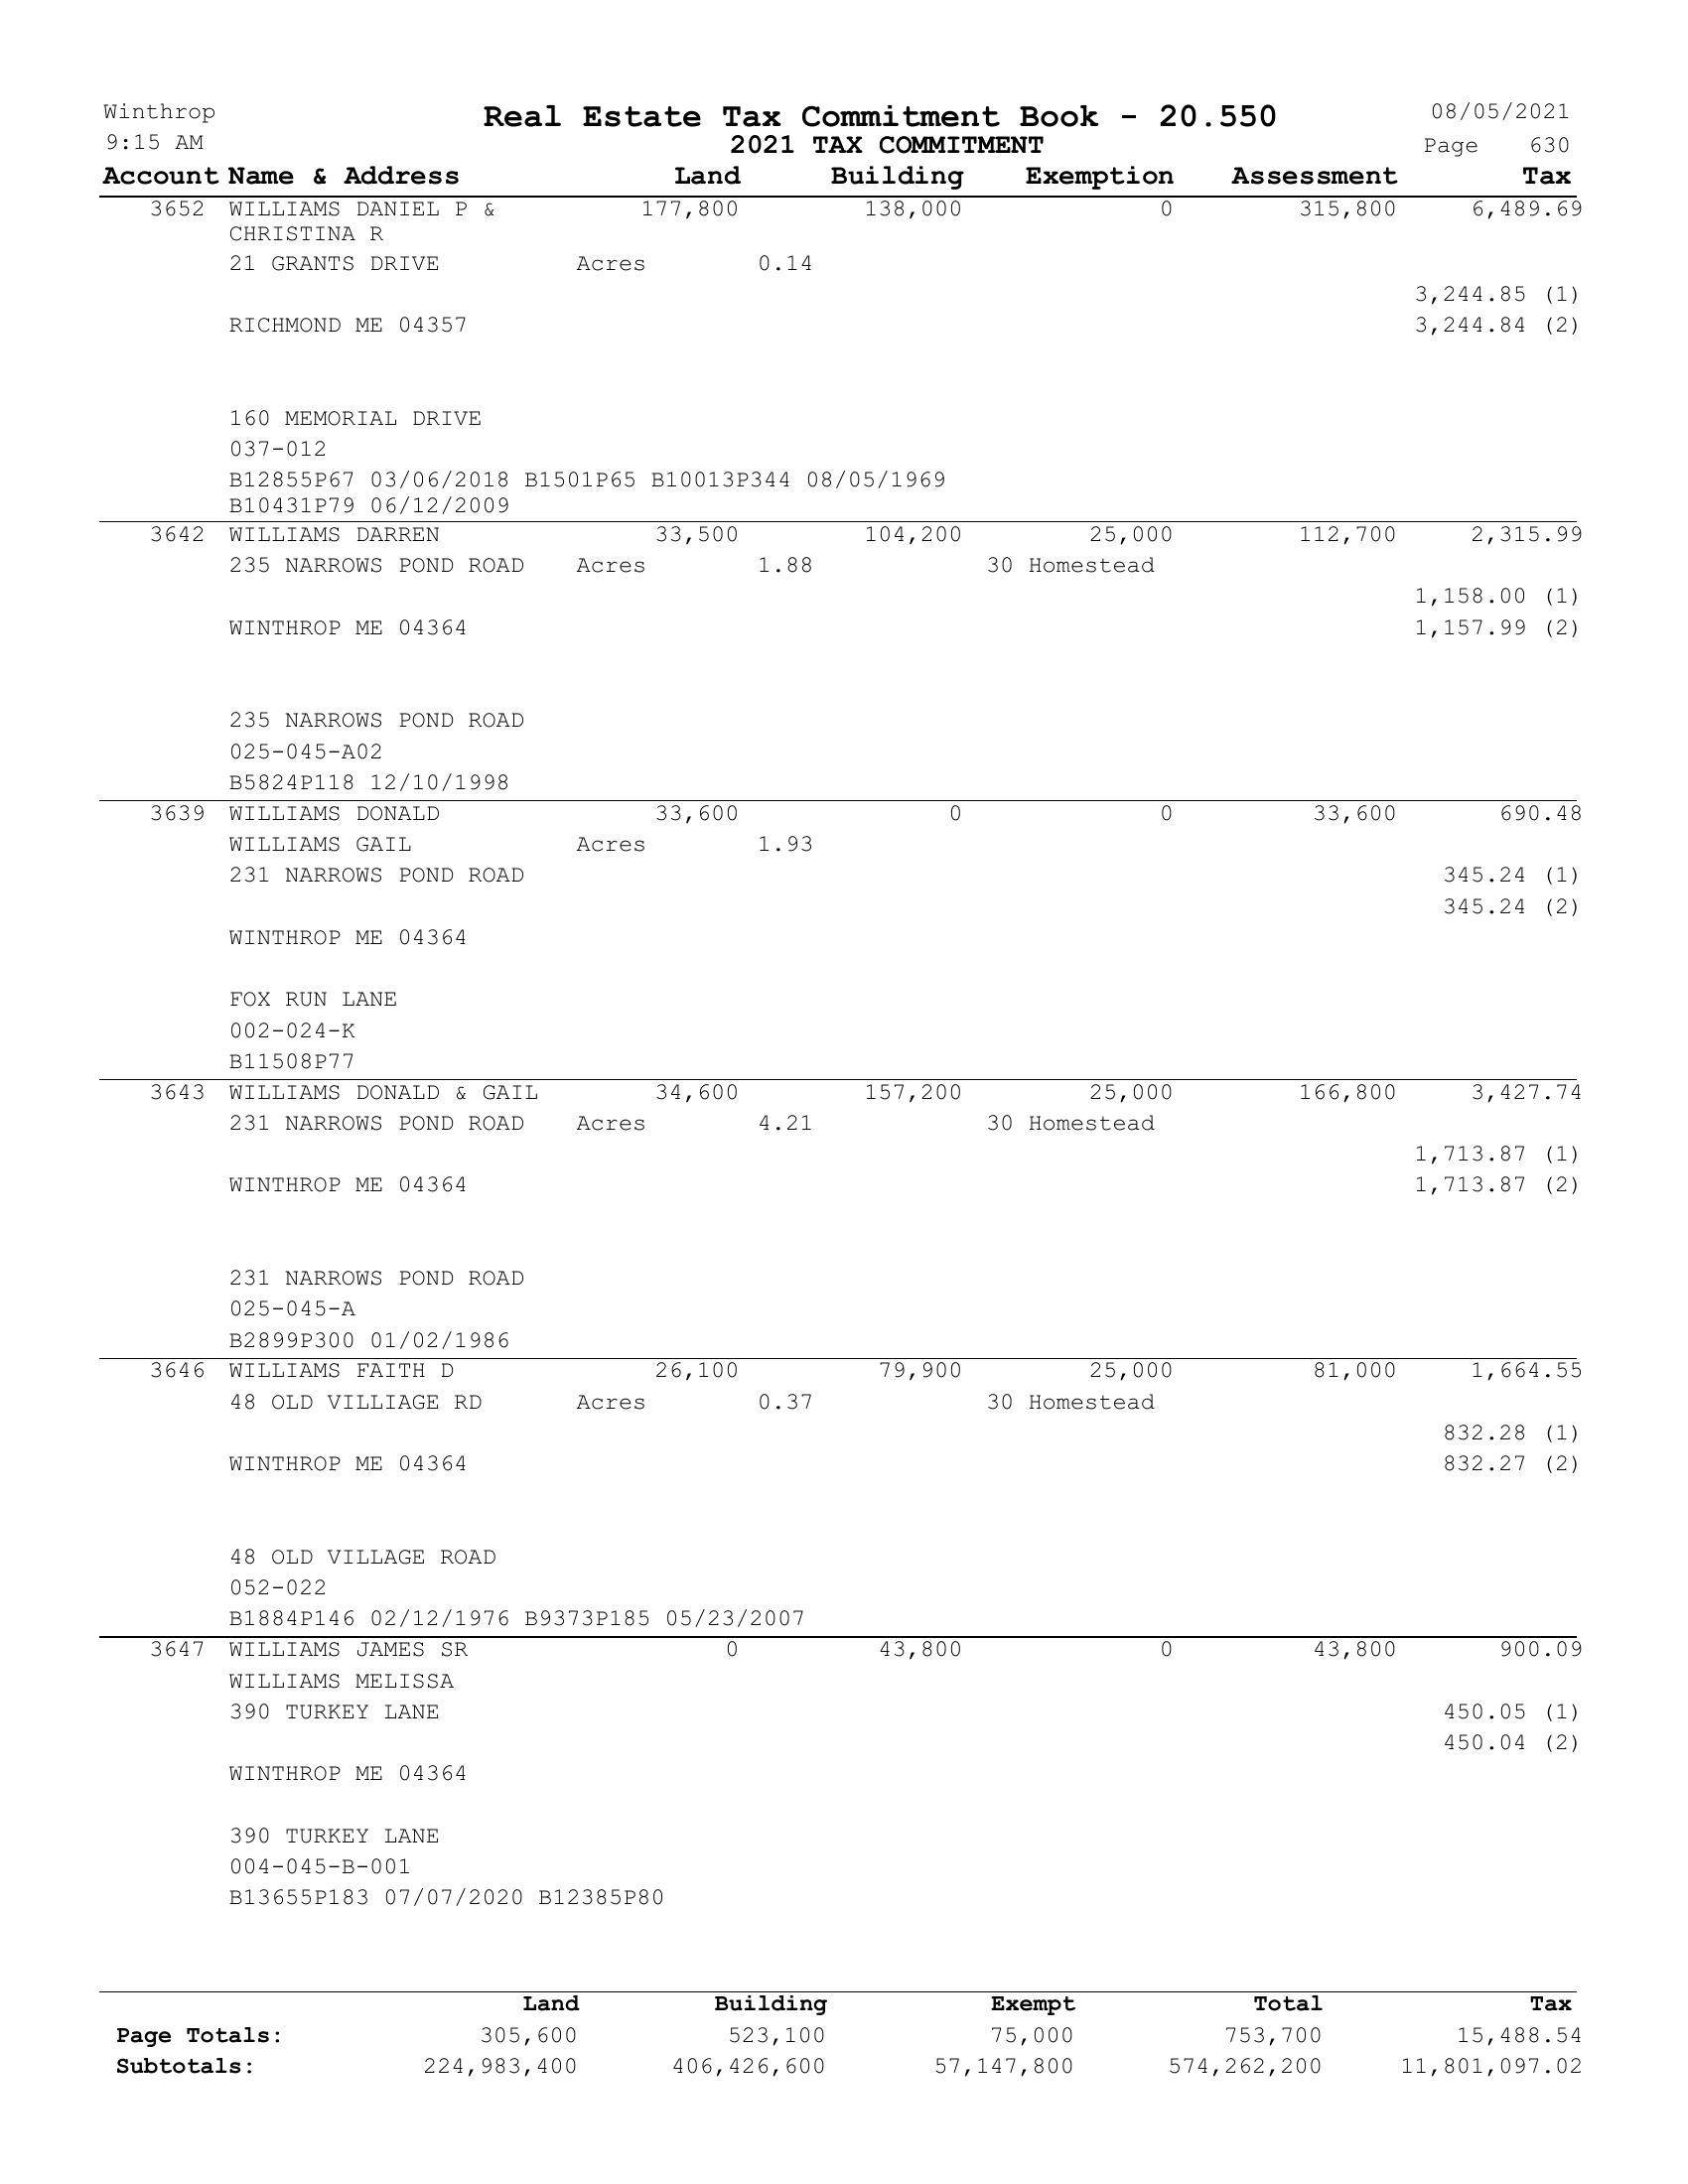 Winthrop Real Estate Tax Commitment Book - 20.550 08/05/2021
9:15 AM 2021 TAX COMMITMENT Page 630
Account Name & Address Land Building Exemption Assessment Tax
3652 WILLIAMS DANIEL P & 177,800 138,000 0 315,800 6,489.69
CHRISTINA R
21 GRANTS DRIVE Acres 0.14
3,244.85 (1)
RICHMOND ME 04357 3,244.84 (2)
160 MEMORIAL DRIVE
037-012
B12855P67 03/06/2018 B1501P65 B10013P344 08/05/1969
B10431P79 06/12/2009
3642 WILLIAMS DARREN 33,500 104,200 25,000 112,700 2,315.99
235 NARROWS POND ROAD Acres 1.88 30 Homestead
1,158.00 (1)
WINTHROP ME 04364 1,157.99 (2)
235 NARROWS POND ROAD
025-045-A02
B5824P118 12/10/1998
3639 WILLIAMS DONALD 33,600 0 0 33,600 690.48
WILLIAMS GAIL Acres 1.93
231 NARROWS POND ROAD 345.24 (1)
345.24 (2)
WINTHROP ME 04364
FOX RUN LANE
002-024-K
B11508P77
3643 WILLIAMS DONALD & GAIL 34,600 157,200 25,000 166,800 3,427.74
231 NARROWS POND ROAD Acres 4.21 30 Homestead
1,713.87 (1)
WINTHROP ME 04364 1,713.87 (2)
231 NARROWS POND ROAD
025-045-A
B2899P300 01/02/1986
3646 WILLIAMS FAITH D 26,100 79,900 25,000 81,000 1,664.55
48 OLD VILLIAGE RD Acres 0.37 30 Homestead
832.28 (1)
WINTHROP ME 04364 832.27 (2)
48 OLD VILLAGE ROAD
052-022
B1884P146 02/12/1976 B9373P185 05/23/2007
3647 WILLIAMS JAMES SR 0 43,800 0 43,800 900.09
WILLIAMS MELISSA
390 TURKEY LANE 450.05 (1)
450.04 (2)
WINTHROP ME 04364
390 TURKEY LANE
004-045-B-001
B13655P183 07/07/2020 B12385P80
Land Building Exempt Total Tax
Page Totals: 305,600 523,100 75,000 753,700 15,488.54
Subtotals: 224,983,400 406,426,600 57,147,800 574,262,200 11,801,097.02